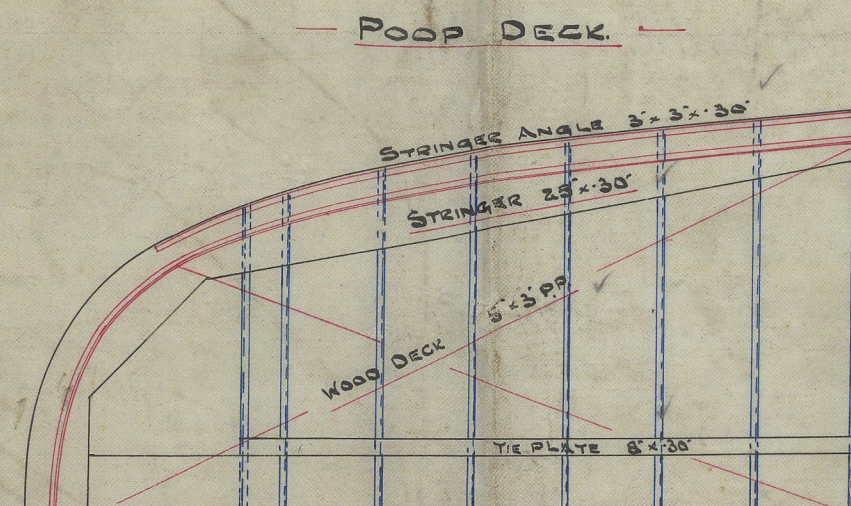 POOP DECK.
STRINGER ANGLE 3"× 3"× ·30"
STRINGER 25"× ·30"
5"× 3" P.P.
WOOD DECK
TIE PLATE 8"× ·30"